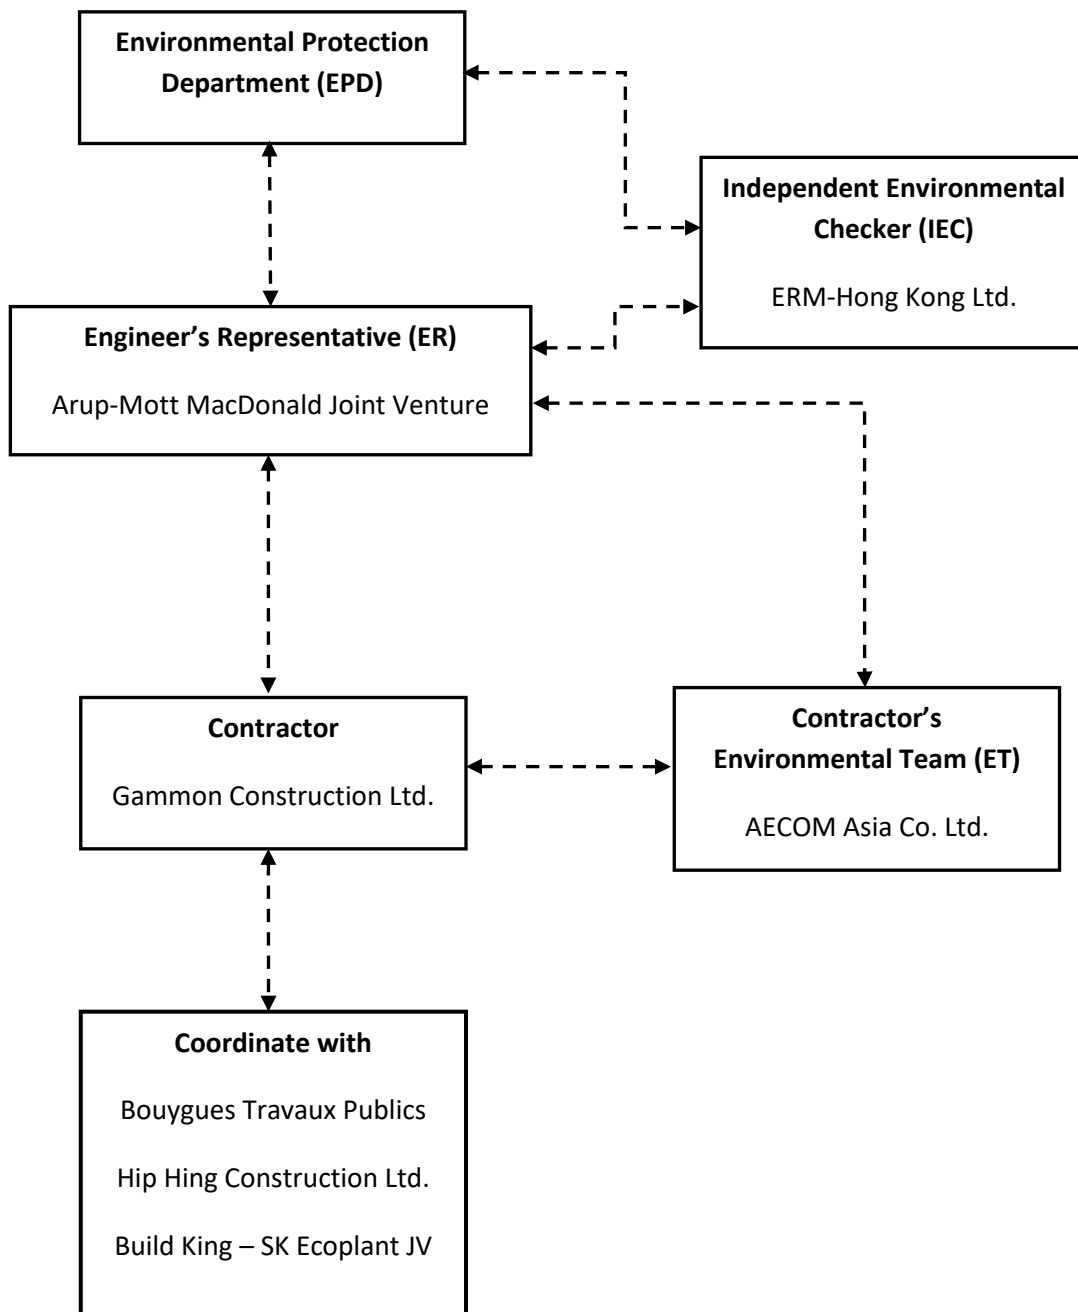 Environmental Protection
Department (EPD)
Independent Environmental
Checker (IEC)
ERM-Hong Kong Ltd.
Engineer’s Representative (ER)
Arup-Mott MacDonald Joint Venture
Contractor
Gammon Construction Ltd.
Contractor’s
Environmental Team (ET)
AECOM Asia Co. Ltd.
Coordinate with
Bouygues Travaux Publics
Hip Hing Construction Ltd.
Build King – SK Ecoplant JV